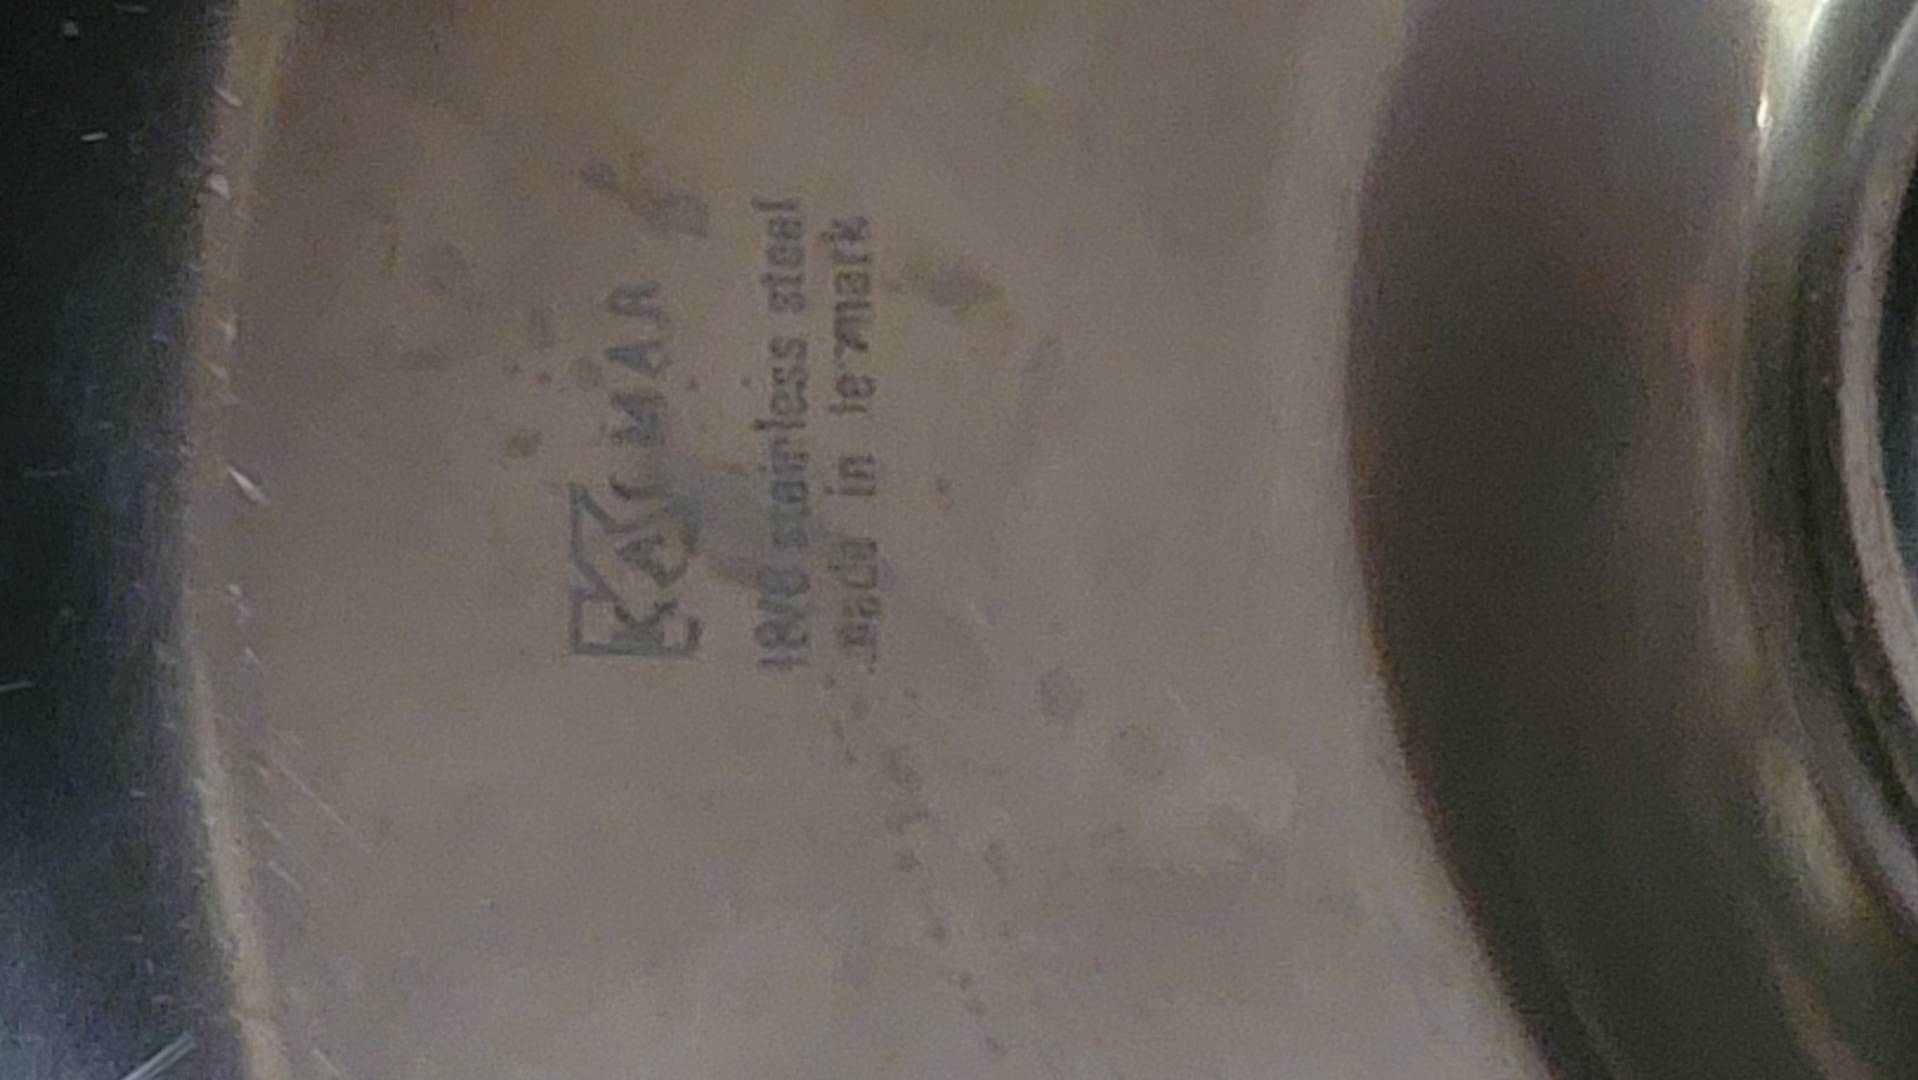 KALMAR
18/8 stainless steel
made in denmark